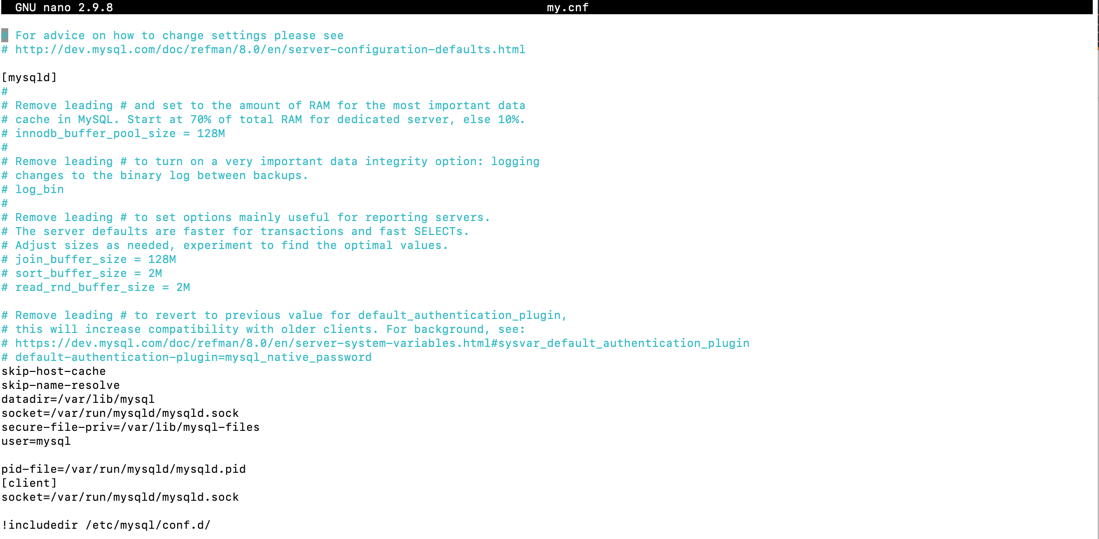 GNU nano 2.9.8 my.cnf
# For advice on how to change settings please see
# http://dev.mysql.com/doc/refman/8.0/en/server-configuration-defaults.html
[mysqld]
#
# Remove leading # and set to the amount of RAM for the most important data
# cache in MySQL. Start at 70% of total RAM for dedicated server, else 10%.
# innodb_buffer_pool_size = 128M
#
# Remove leading # to turn on a very important data integrity option: logging
# changes to the binary log between backups.
# log_bin
#
# Remove leading # to set options mainly useful for reporting servers.
# The server defaults are faster for transactions and fast SELECTs.
# Adjust sizes as needed, experiment to find the optimal values.
# join_buffer_size = 128M
# sort_buffer_size = 2M
# read_rnd_buffer_size = 2M
# Remove leading # to revert to previous value for default_authentication_plugin,
# this will increase compatibility with older clients. For background, see:
# https://dev.mysql.com/doc/refman/8.0/en/server-system-variables.html#sysvar_default_authentication_plugin
# default-authentication-plugin=mysql_native_password
skip-host-cache
skip-name-resolve
datadir=/var/lib/mysql
socket=/var/run/mysqld/mysqld.sock
secure-file-priv=/var/lib/mysql-files
user=mysql
pid-file=/var/run/mysqld/mysqld.pid
[client]
socket=/var/run/mysqld/mysqld.sock
!includedir /etc/mysql/conf.d/